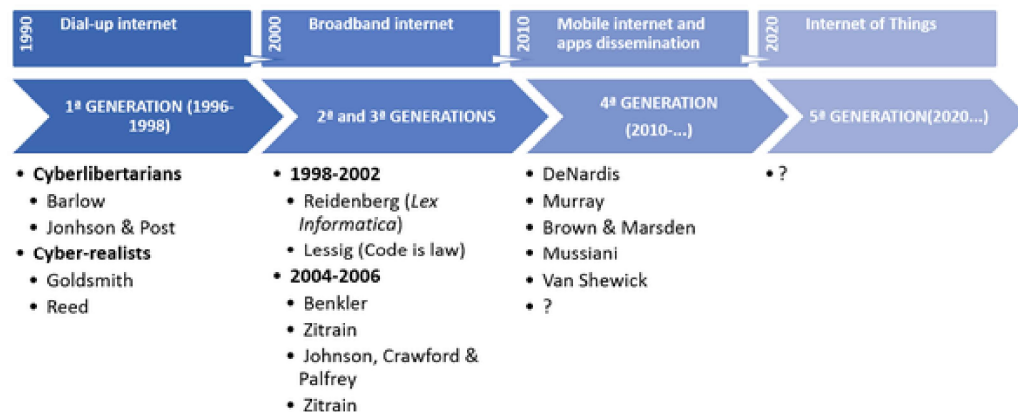 1990
Dial-up internet
2000
Broadband internet
2010
Mobile internet and
apps dissemination
2020
Internet of Things
1ª GENERATION (1996-
1998)
2ª and 3ª GENERATIONS
4ª GENERATION
(2010-...)
5ª GENERATION(2020...)
• Cyberlibertarians
• Barlow
• Jonhson & Post
• Cyber-realists
• Goldsmith
• Reed
• 1998-2002
• Reidenberg (Lex
Informatica)
• Lessig (Code is law)
• 2004-2006
• Benkler
• Zitrain
• Johnson, Crawford &
Palfrey
• Zitrain
• DeNardis
• Murray
• Brown & Marsden
• Mussiani
• Van Shewick
• ?
• ?